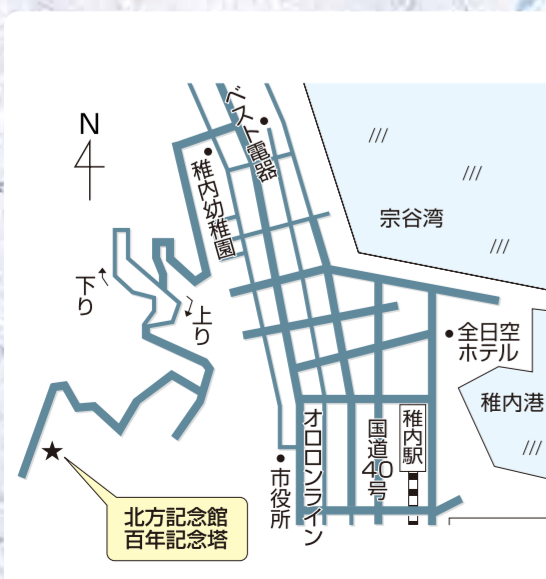 N
ベスト電器
稚内幼稚園
宗谷湾
下り
上り
全日空
ホテル
稚内港
稚内駅
国道40号
オロロンライン
市役所
北方記念館
百年記念塔